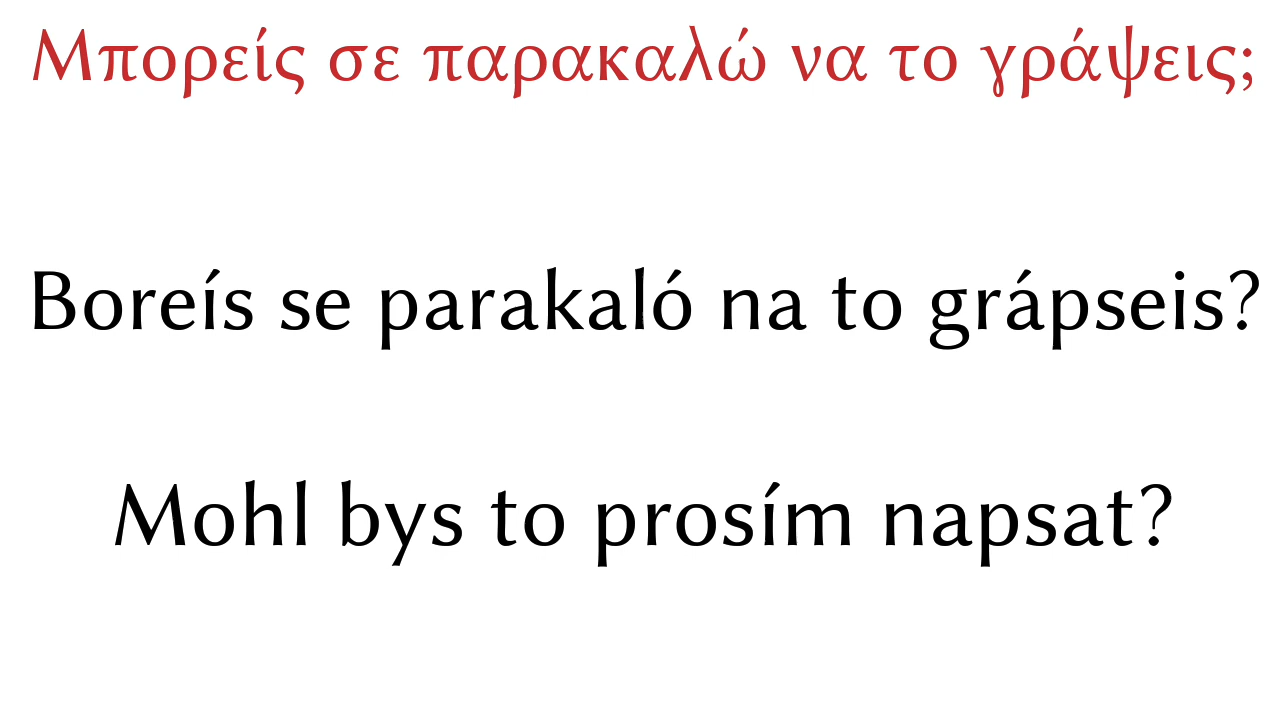 Μπορείς σε παρακαλώ να το γράψεις;
Boreís se parakaló na to grápseis?
Mohl bys to prosím napsat?